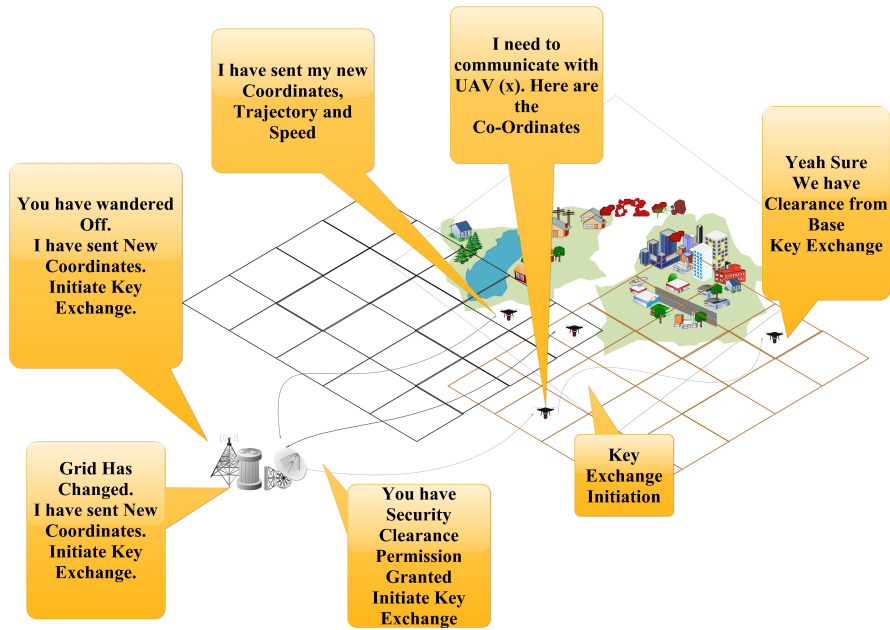 I have sent my new
Coordinates,
Trajectory and
Speed
I need to
communicate with
UAV (x). Here are
the
Co-Ordinates
Yeah Sure
We have
Clearance from
Base
Key Exchange
You have wandered
Off.
I have sent New
Coordinates.
Initiate Key
Exchange.
Grid Has
Changed.
I have sent New
Coordinates.
Initiate Key
Exchange.
You have
Security
Clearance
Permission
Granted
Initiate Key
Exchange
Key
Exchange
Initiation